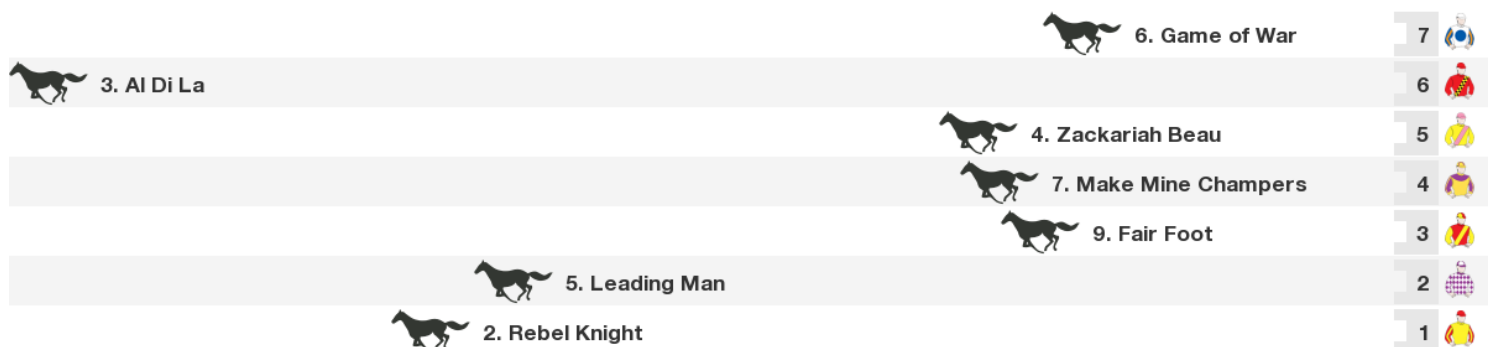 6. Game of War 7
3. Al Di La 6
4. Zackariah Beau 5
7. Make Mine Champers 4
9. Fair Foot 3
5. Leading Man 2
2. Rebel Knight 1